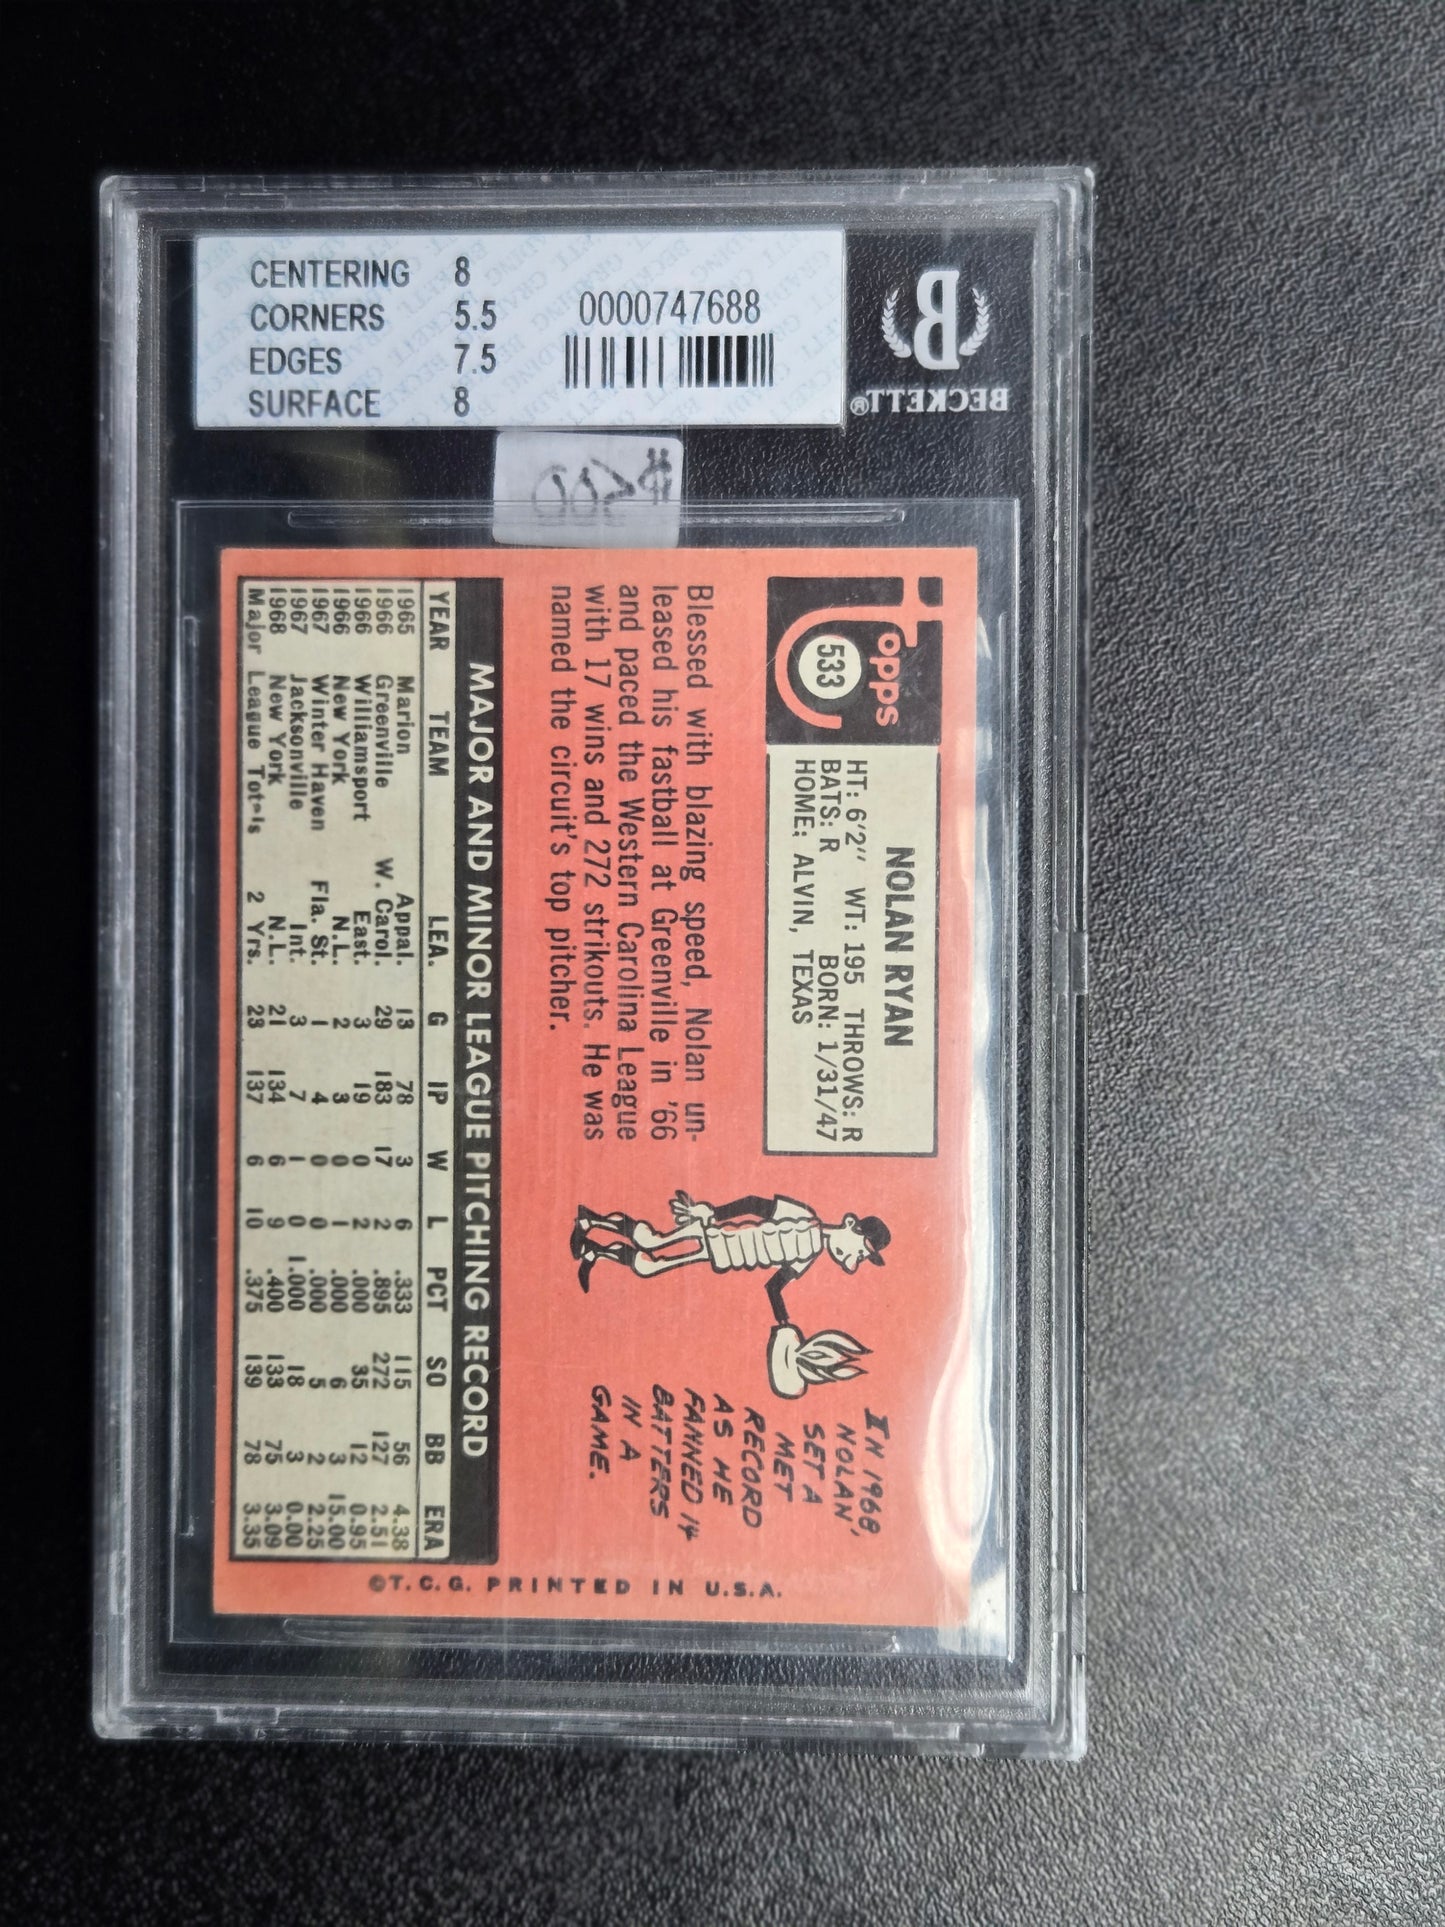 CENTERING 8
CORNERS 5.5
EDGES 7.5
SURFACE 8
0000747688
BECKETT®
Topps
533
NOLAN RYAN
HT: 6'2" WT: 195 THROWS: R
BATS: R BORN: 1/31/47
HOME: ALVIN, TEXAS
Blessed with blazing speed, Nolan un-
leased his fastball at Greenville in '66
and paced the Western Carolina League
with 17 wins and 272 strikouts. He was
named the circuit's top pitcher.
IN 1968,
NOLAN
SET A
MET
RECORD
AS HE
FANNED 14
BATTERS
IN A
GAME.
MAJOR AND MINOR LEAGUE PITCHING RECORD
YEAR TEAM LEA. G IP W L PCT SO BB ERA
1965 Marion Appal. 13 78 3 6 .333 115 56 4.38
1966 Greenville W. Carol. 29 183 17 2 .895 272 127 2.51
1966 Williamsport East. 3 19 0 2 .000 35 12 0.95
1966 New York N.L. 2 3 0 1 .000 6 3 15.00
1967 Winter Haven Fla. St. 1 4 0 0 .000 5 2 2.25
1967 Jacksonville Int. 3 7 1 0 1.000 18 3 0.00
1968 New York N.L. 21 134 6 9 .400 133 75 3.09
Major League Tot-ls 2 Yrs. 23 137 6 10 .375 139 78 3.35
©T.C.G. PRINTED IN U.S.A.